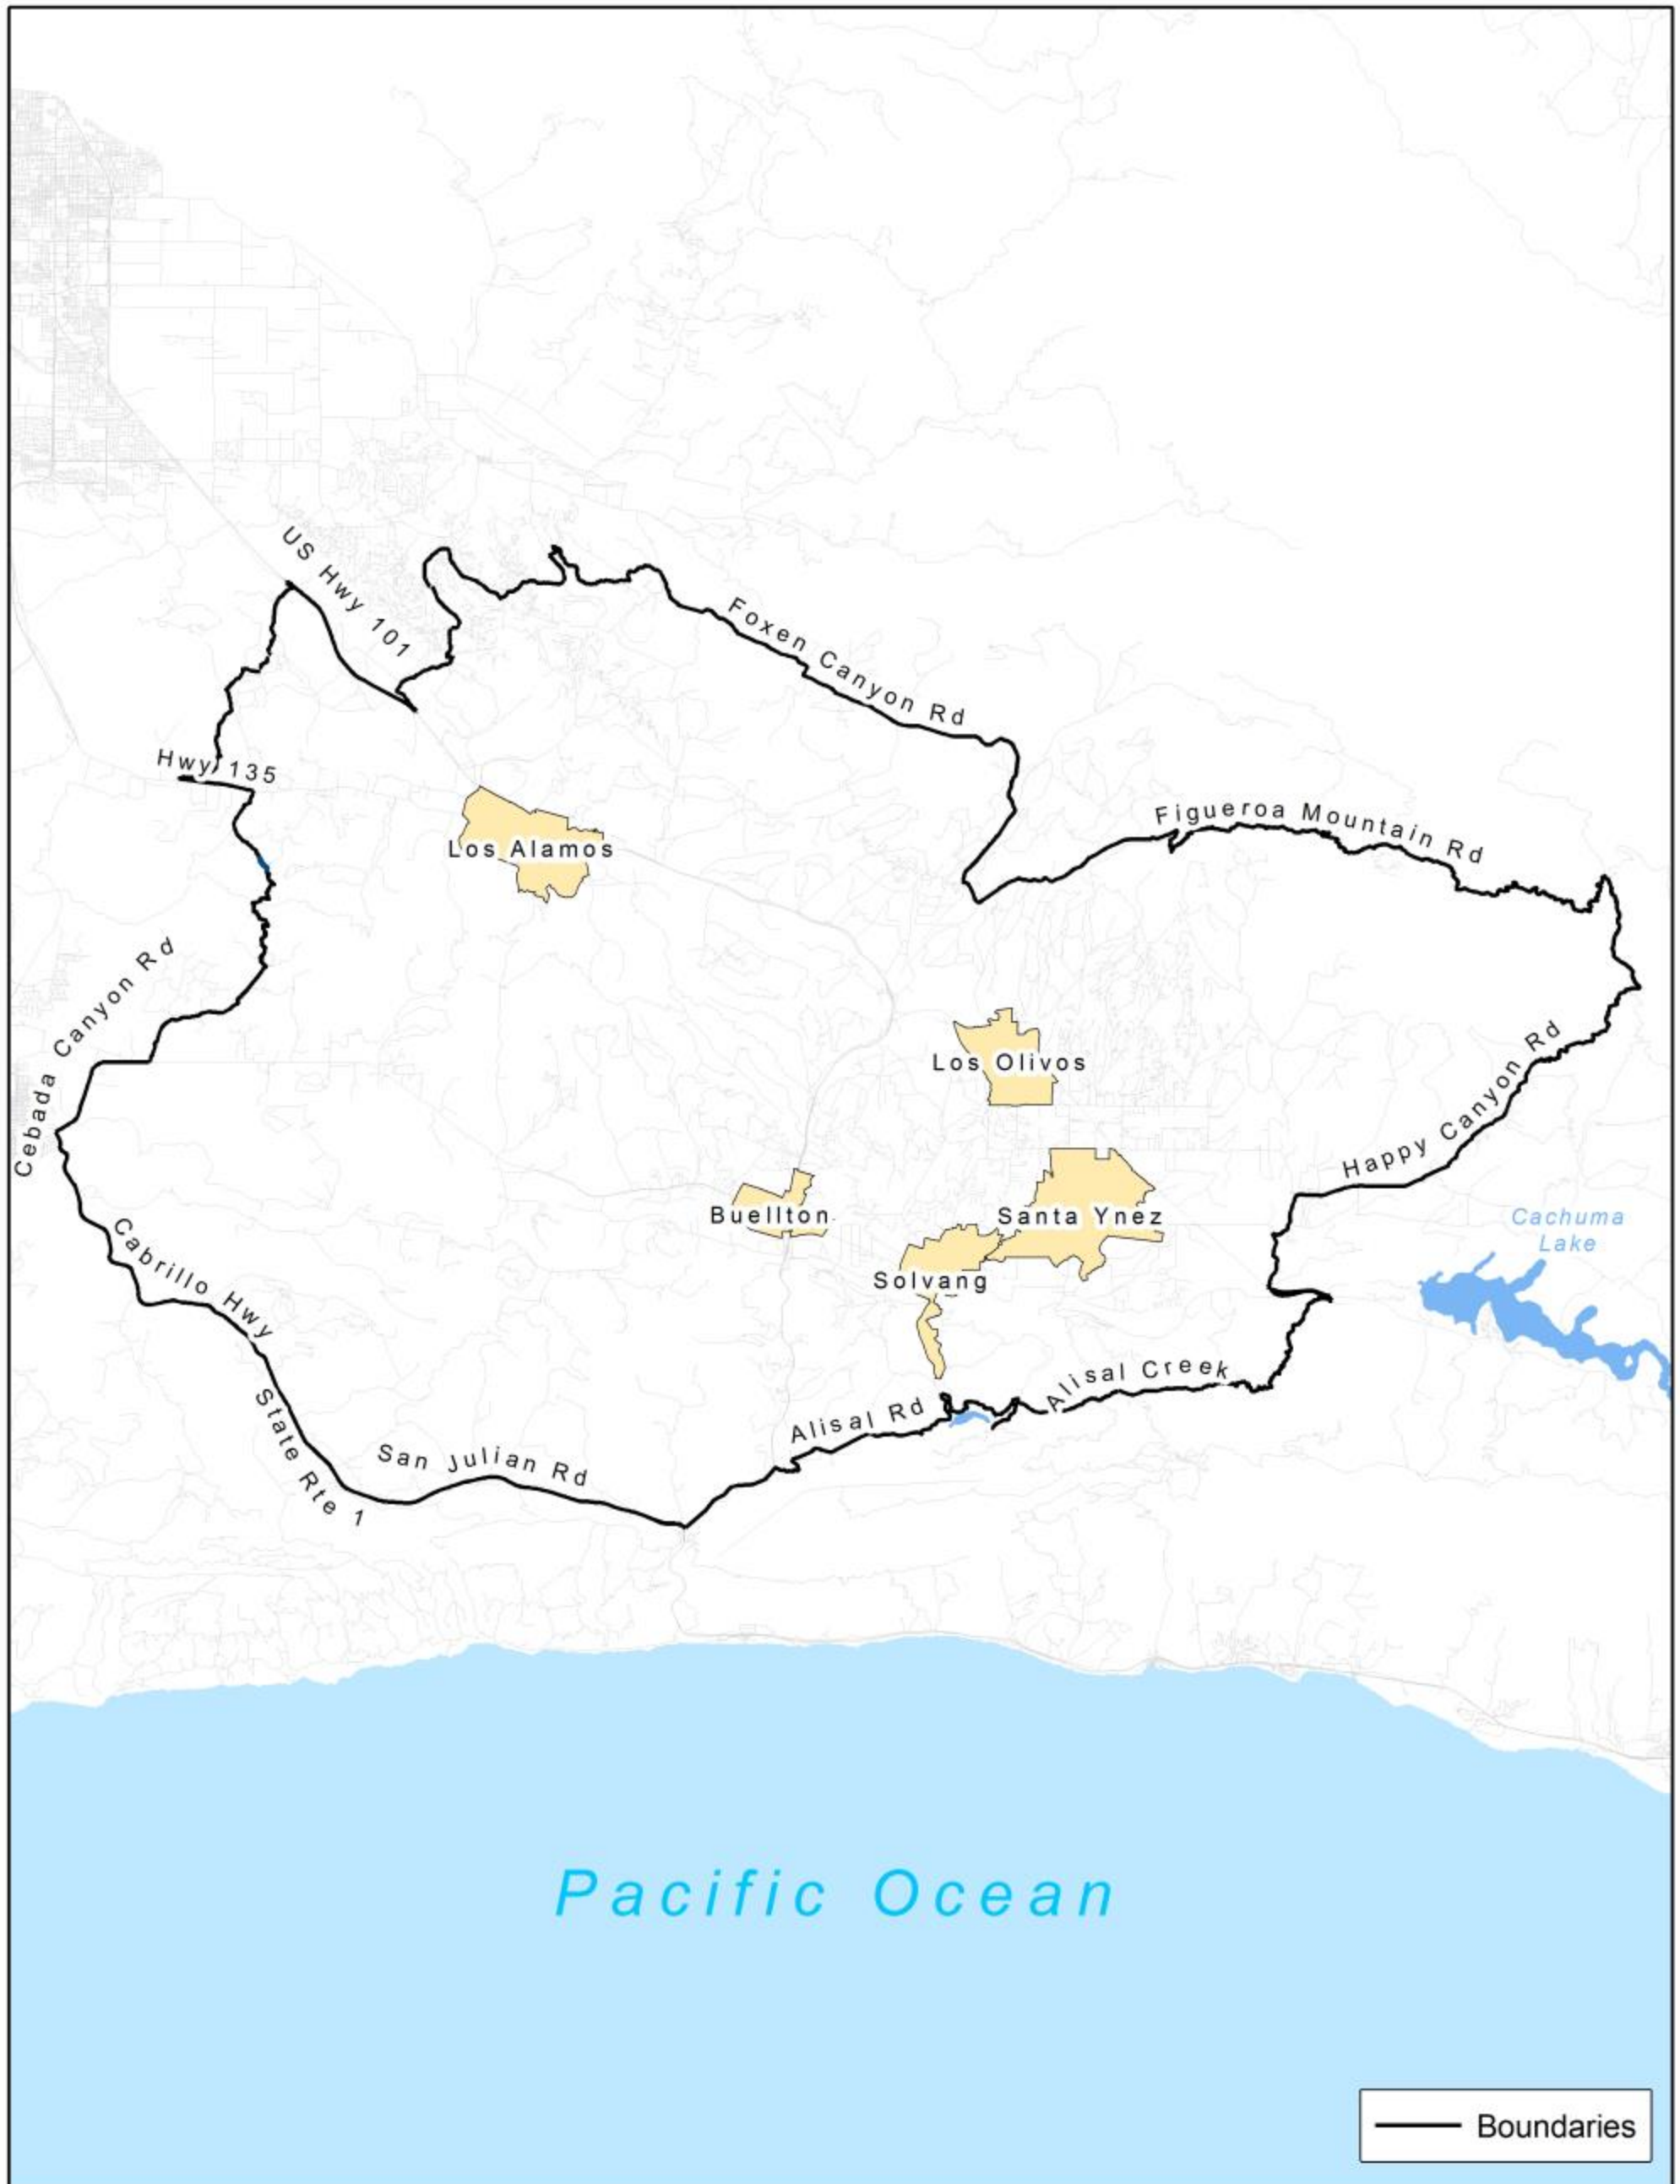 US Hwy 101
Foxen Canyon Rd
Hwy 135
Figueroa Mountain Rd
Los Alamos
Cebada Canyon Rd
Los Olivos
Happy Canyon Rd
Buellton
Santa Ynez
Cachuma
Lake
Cabrillo Hwy
Solvang
Alisal Creek
Alisal Rd
State Rte 1
San Julian Rd
Pacific Ocean
Boundaries